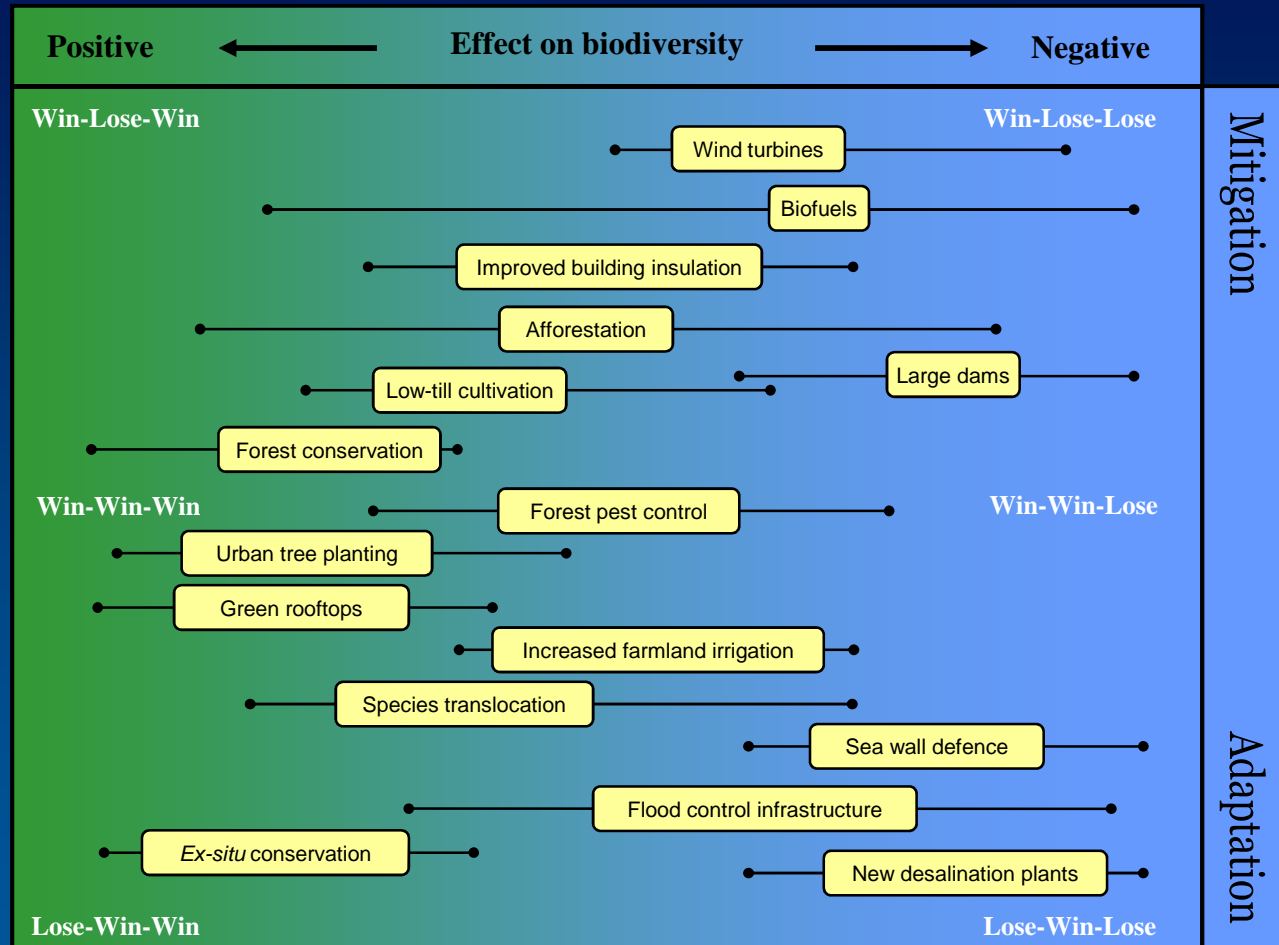 Positive
Effect on biodiversity
Negative
Win-Lose-Win
Win-Lose-Lose
Mitigation
Wind turbines
Biofuels
Improved building insulation
Afforestation
Large dams
Low-till cultivation
Forest conservation
Win-Win-Win
Win-Win-Lose
Forest pest control
Urban tree planting
Green rooftops
Increased farmland irrigation
Species translocation
Adaptation
Sea wall defence
Flood control infrastructure
Ex-situ conservation
New desalination plants
Lose-Win-Win
Lose-Win-Lose